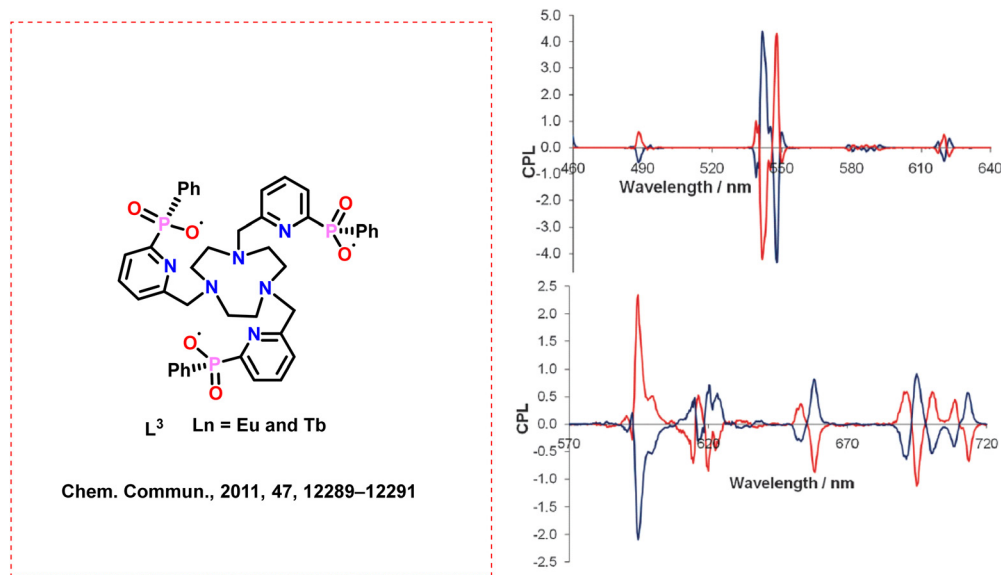 Ph
O
P
O
N
N
P
O
O
Ph
N
N
N
N
O
Ph
P
O
L³ Ln = Eu and Tb
Chem. Commun., 2011, 47, 12289–12291
5.0
4.0
3.0
2.0
1.0
0.0
-1.0
-2.0
-3.0
-4.0
CPL
460 490 520 550 580 610 640
Wavelength / nm
2.5
2.0
1.5
1.0
0.5
0.0
-0.5
-1.0
-1.5
-2.0
-2.5
CPL
570 620 670 720
Wavelength / nm